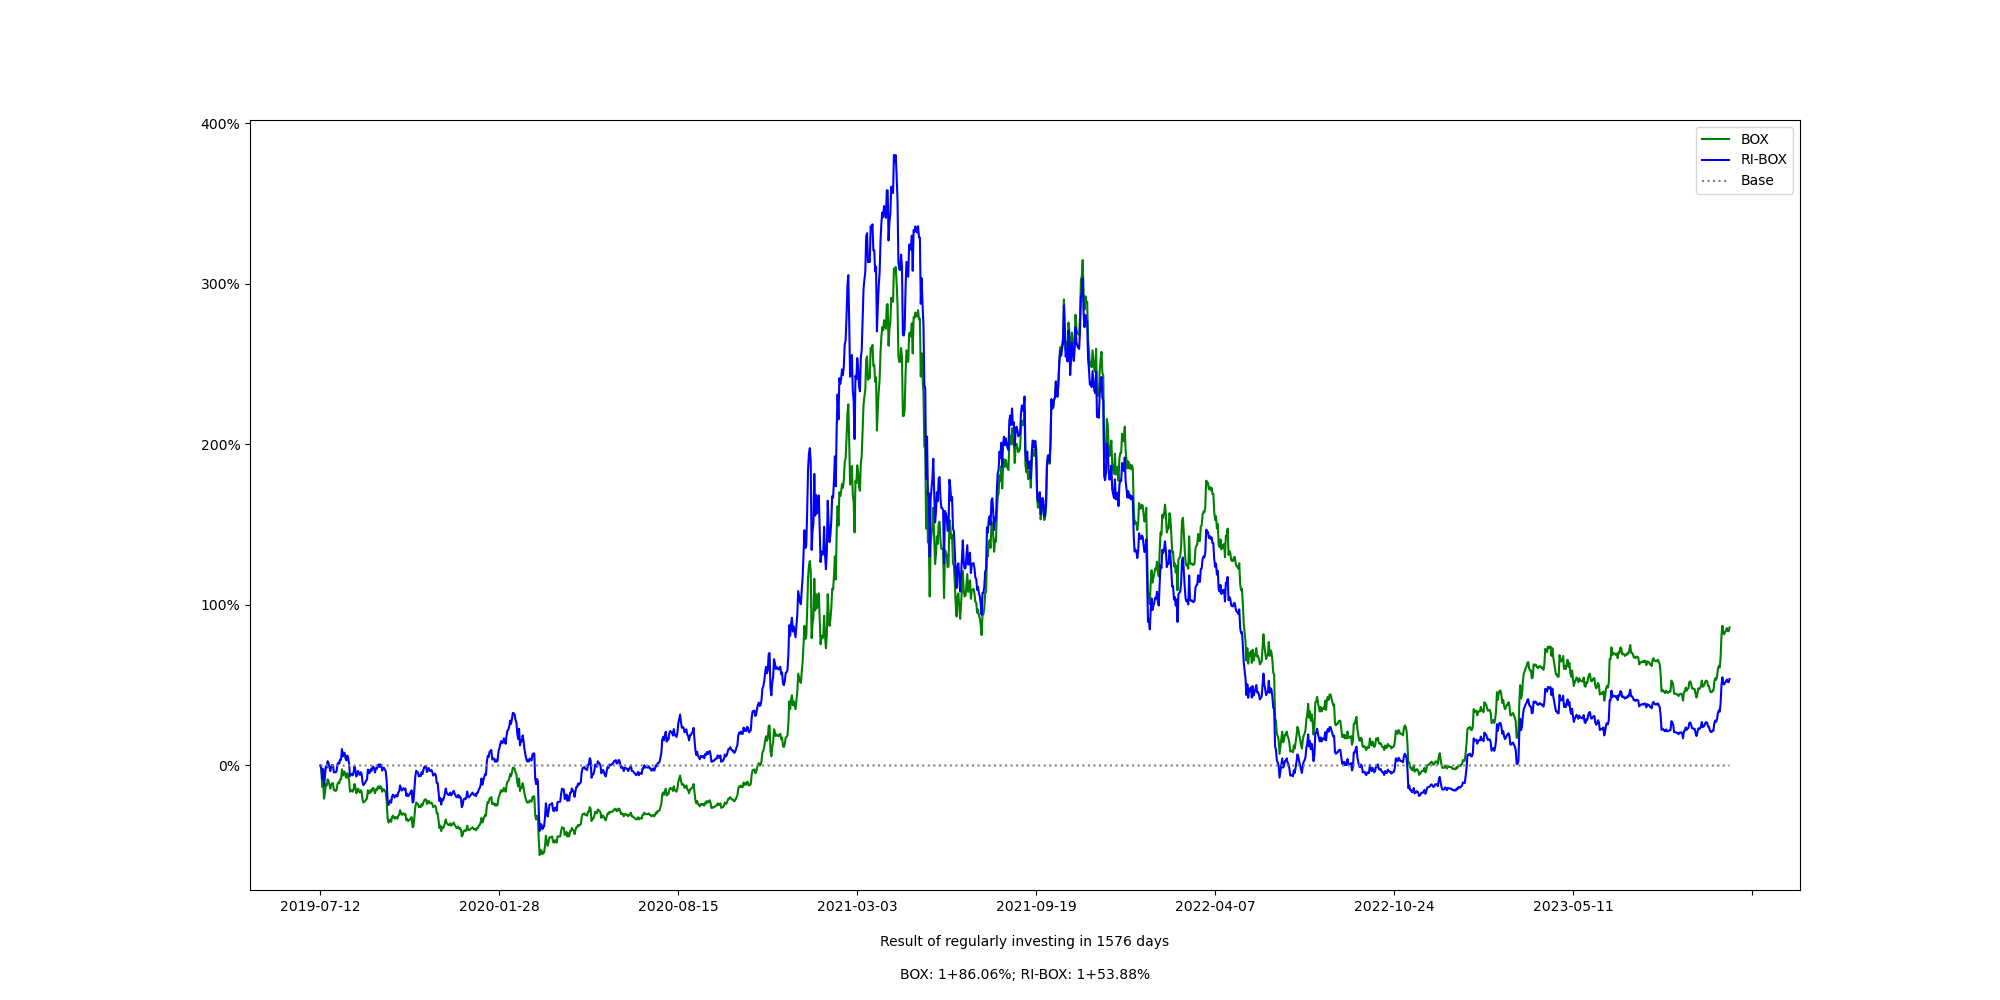 400%
300%
200%
100%
0%
BOX
RI-BOX
Base
2019-07-12 2020-01-28 2020-08-15 2021-03-03 2021-09-19 2022-04-07 2022-10-24 2023-05-11
Result of regularly investing in 1576 days
BOX: 1+86.06%; RI-BOX: 1+53.88%